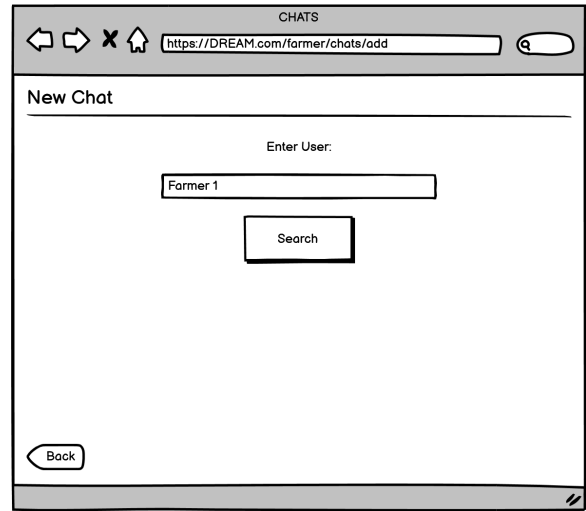 CHATS
https://DREAM.com/farmer/chats/add
New Chat
Enter User:
Farmer 1
Search
Back